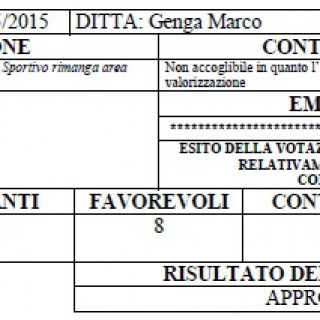 /2015 DITTA: Genga Marco
ONE CONT
Sportivo rimanga area Non accoglibile in quanto l'
valorizzazione
EM
************************
ESITO DELLA VOTAZ
RELATIVAM
CO
NTI FAVOREVOLI CON
8
RISULTATO DE
APPRO